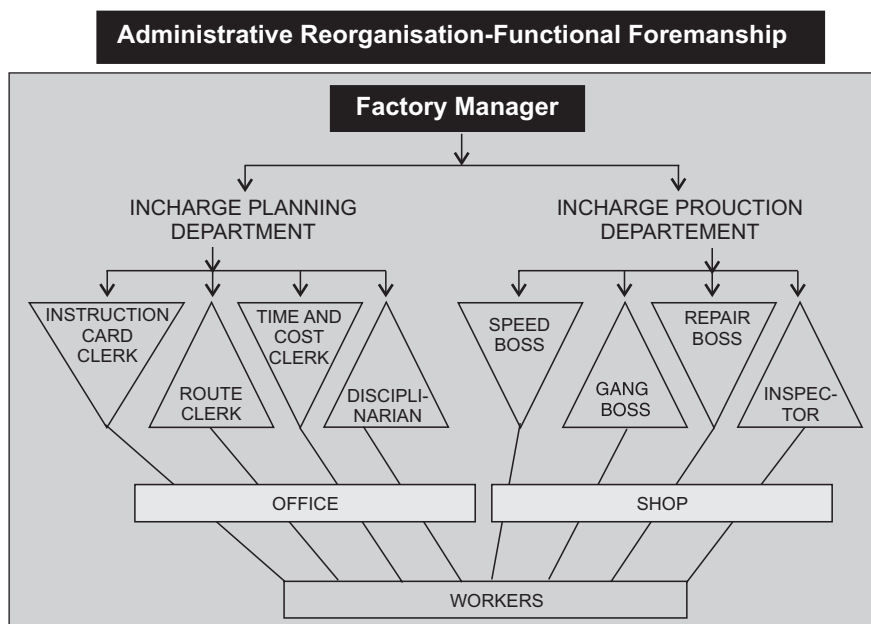 Administrative Reorganisation-Functional Foremanship
Factory Manager
INCHARGE PLANNING
DEPARTMENT
INCHARGE PROUCTION
DEPARTEMENT
INSTRUCTION
CARD
CLERK
ROUTE
CLERK
TIME AND
COST
CLERK
DISCIPLI-
NARIAN
SPEED
BOSS
GANG
BOSS
REPAIR
BOSS
INSPEC-
TOR
OFFICE
SHOP
WORKERS